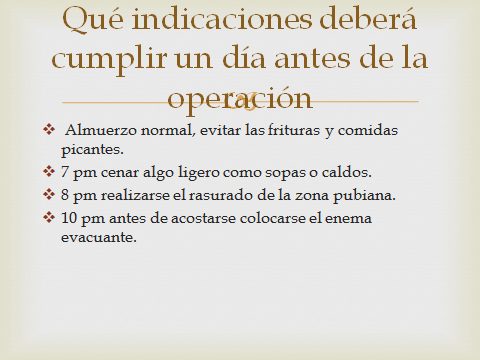 Qué indicaciones deberá
cumplir un día antes de la
operación
Almuerzo normal, evitar las frituras y comidas
picantes.
7 pm cenar algo ligero como sopas o caldos.
8 pm realizarse el rasurado de la zona pubiana.
10 pm antes de acostarse colocarse el enema
evacuante.